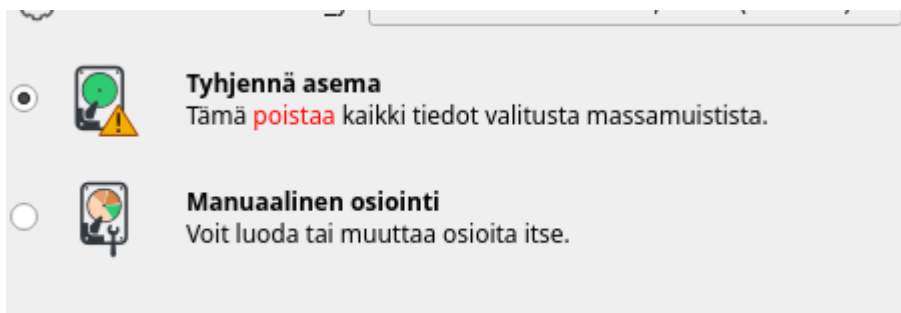 Tyhjennä asema
Tämä poistaa kaikki tiedot valitusta massamuistista.
Manuaalinen osiointi
Voit luoda tai muuttaa osioita itse.